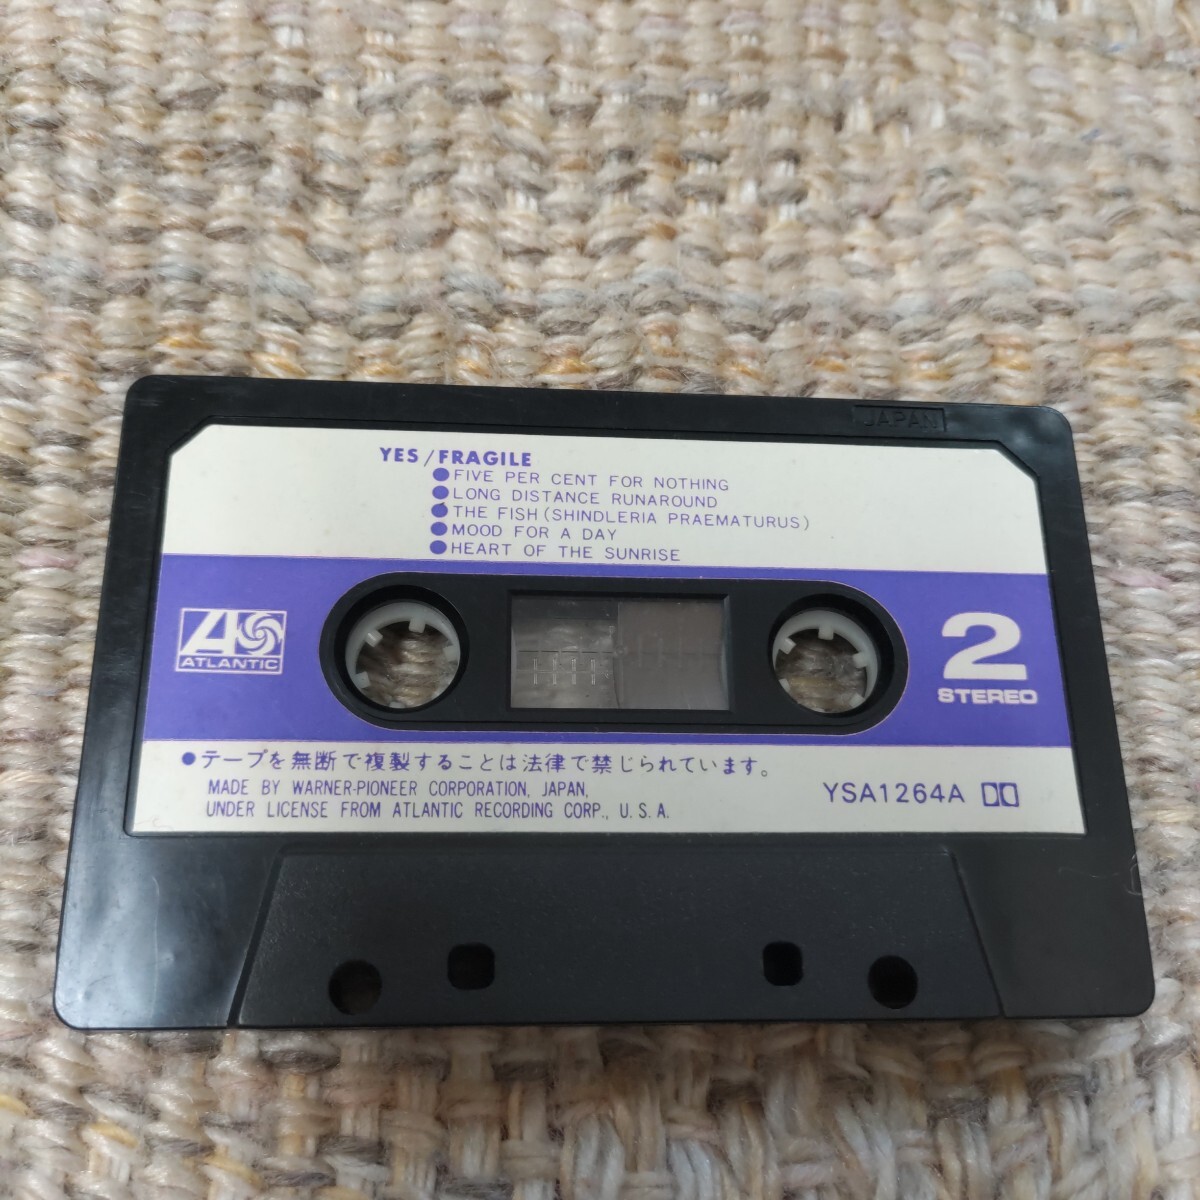 JAPAN
YES/FRAGILE
●FIVE PER CENT FOR NOTHING
●LONG DISTANCE RUNAROUND
●THE FISH (SHINDLERIA PRAEMATURUS)
●MOOD FOR A DAY
●HEART OF THE SUNRISE
ATLANTIC
2
STEREO
●テープを無断で複製することは法律で禁じられています。
MADE BY WARNER-PIONEER CORPORATION, JAPAN,
UNDER LICENSE FROM ATLANTIC RECORDING CORP., U.S.A.
YSA1264A